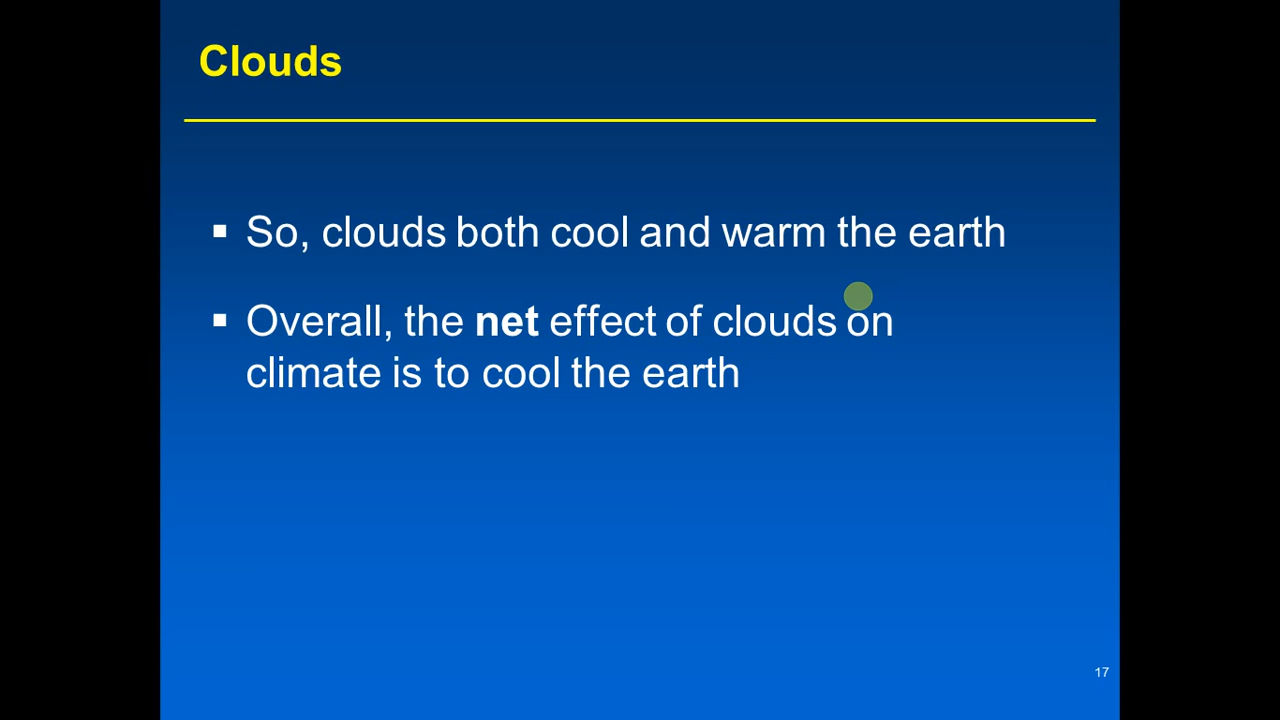 Clouds
▪ So, clouds both cool and warm the earth
▪ Overall, the net effect of clouds on
climate is to cool the earth
17